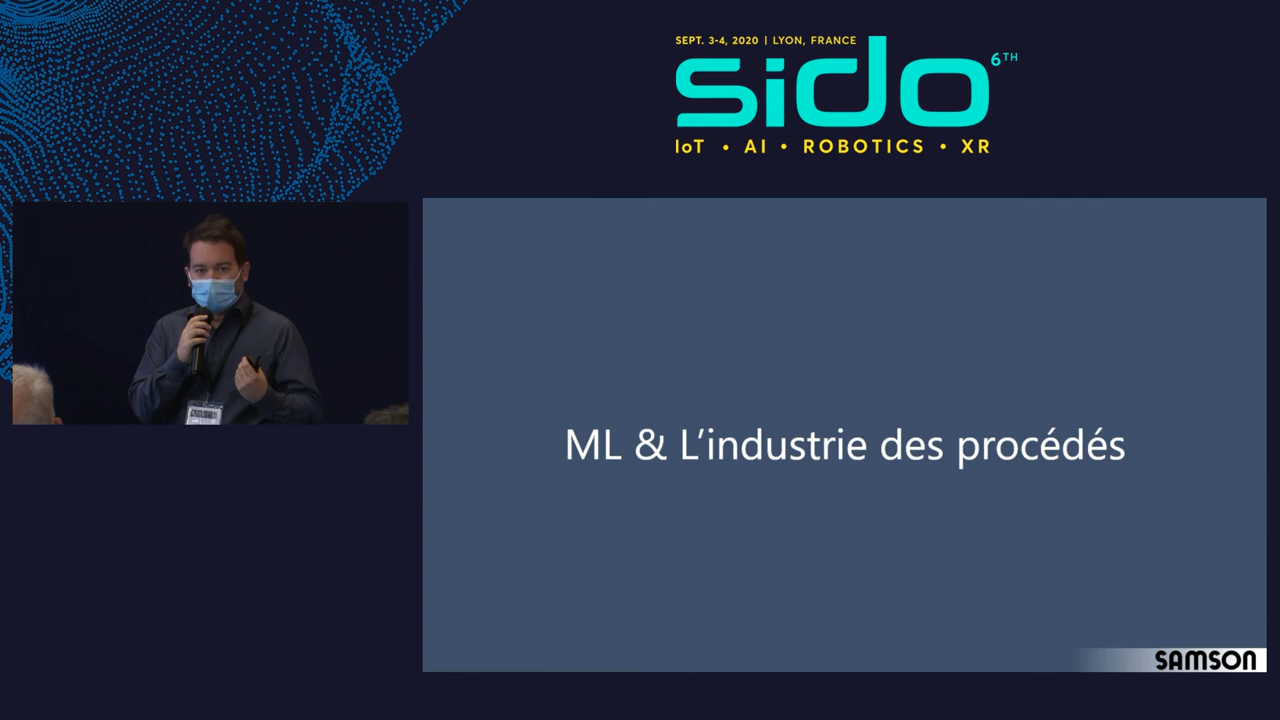 SEPT. 3-4, 2020 | LYON, FRANCE
sido 6TH
IoT • AI • ROBOTICS • XR
ML & L'industrie des procédés
SAMSON